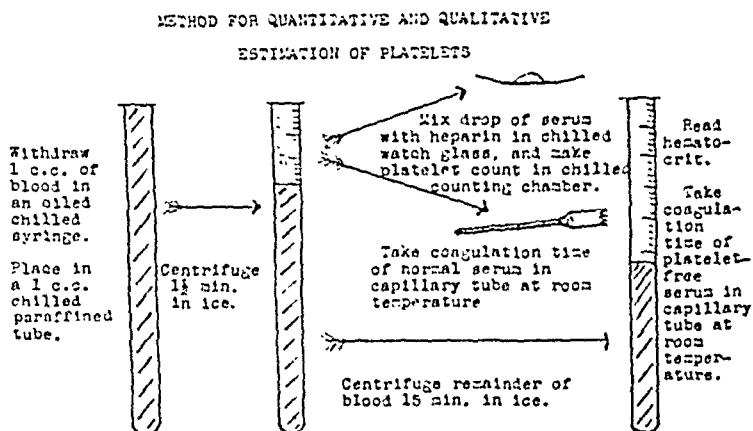 METHOD FOR QUANTITATIVE AND QUALITATIVE
ESTIMATION OF PLATELETS
Withdraw
1 c.c. of
blood in
an oiled
chilled
syringe.
Place in
a 1 c.c.
chilled
paraffined
tube.
Centrifuge
1½ min.
in ice.
Mix drop of serum
with heparin in chilled
watch glass, and make
platelet count in chilled
counting chamber.
Take coagulation time
of normal serum in
capillary tube at room
temperature
Centrifuge remainder of
blood 15 min. in ice.
Read
hematocrit.
Take
coagula-
tion
time of
platelet-
free
serum in
capillary
tube at
room
temper-
ature.